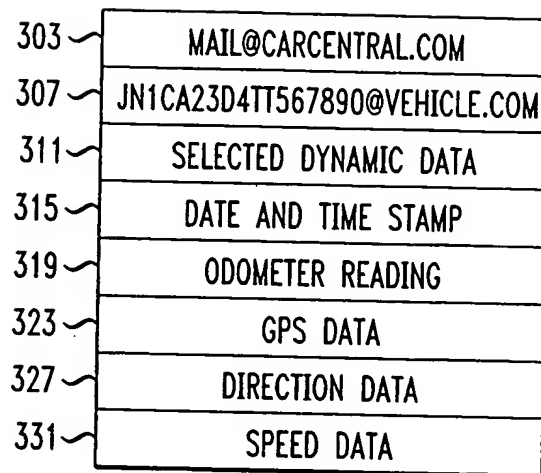 303 MAIL@CARCENTRAL.COM
307 JN1CA23D4TT567890@VEHICLE.COM
311 SELECTED DYNAMIC DATA
315 DATE AND TIME STAMP
319 ODOMETER READING
323 GPS DATA
327 DIRECTION DATA
331 SPEED DATA